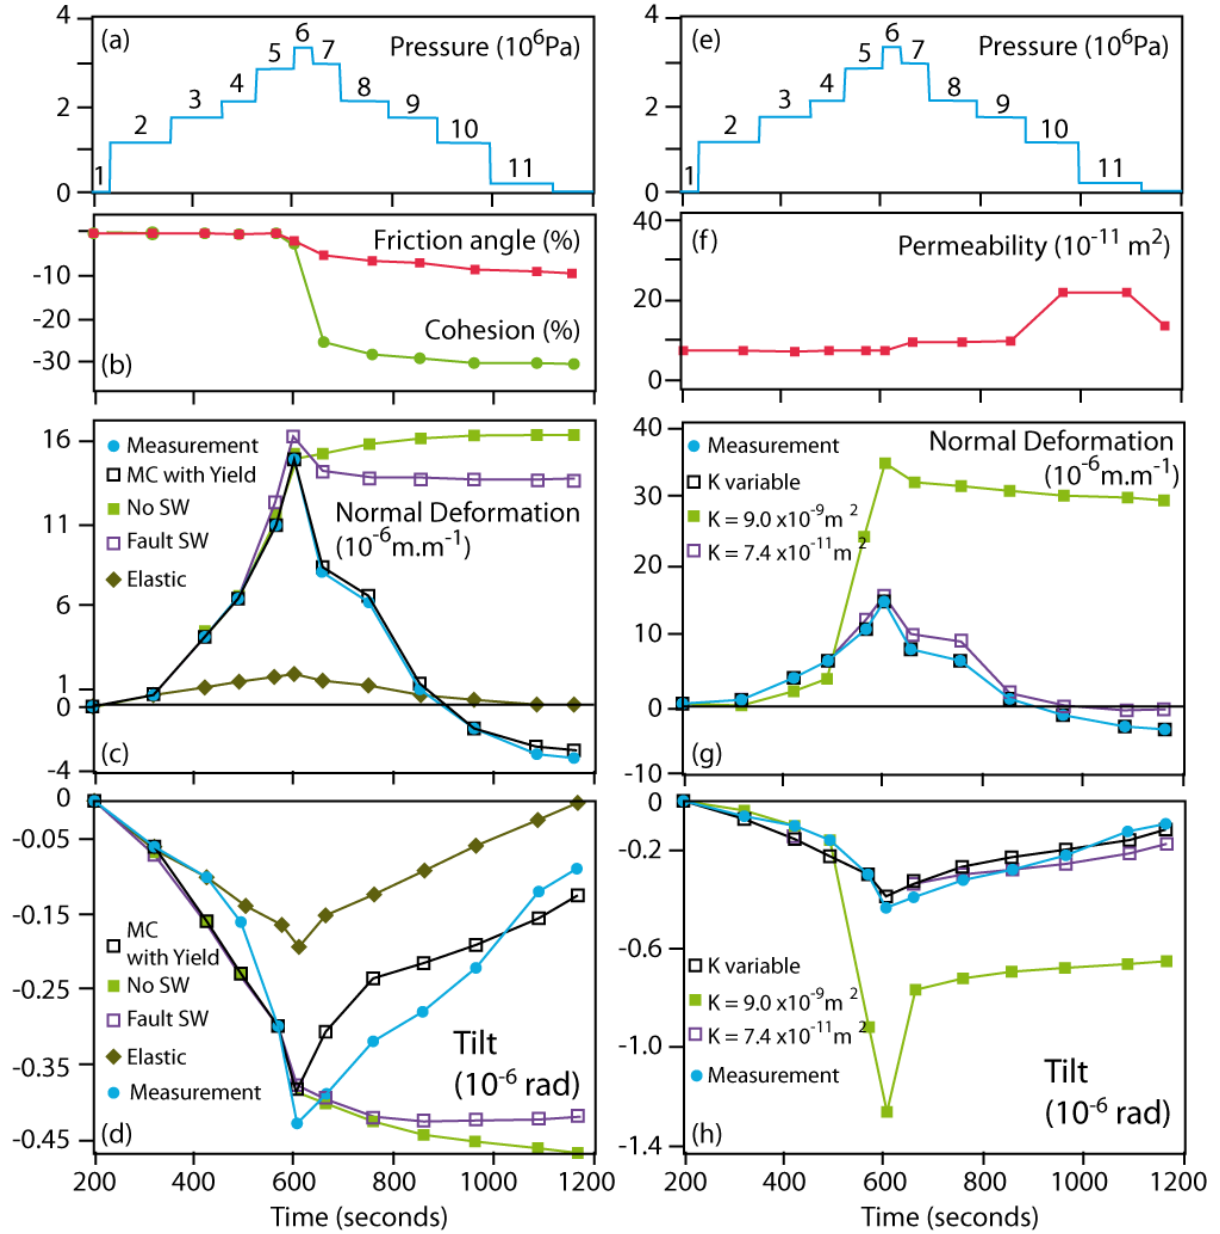 4
(a)
Pressure (10⁶Pa)
2
0
1
2
3
4
5
6
7
8
9
10
11
0
-10
-20
-30
Friction angle (%)
Cohesion (%)
(b)
16
11
6
1
0
-4
Measurement
MC with Yield
No SW
Fault SW
Elastic
Normal Deformation
(10⁻⁶m.m⁻¹)
(c)
0
-0.05
-0.15
-0.25
-0.35
-0.45
MC
with Yield
No SW
Fault SW
Elastic
Measurement
Tilt
(10⁻⁶ rad)
(d)
200 400 600 800 1000 1200
Time (seconds)
4
(e)
Pressure (10⁶Pa)
2
0
1
2
3
4
5
6
7
8
9
10
11
40
20
0
(f)
Permeability (10⁻¹¹ m²)
40
30
20
10
0
-10
Measurement
K variable
K = 9.0 x10⁻⁹m ²
K = 7.4 x10⁻¹¹m ²
Normal Deformation
(10⁻⁶m.m⁻¹)
(g)
0
-0.2
-0.6
-1.0
-1.4
K variable
K = 9.0 x10⁻⁹m ²
K = 7.4 x10⁻¹¹m ²
Measurement
Tilt
(10⁻⁶ rad)
(h)
200 400 600 800 1000 1200
Time (seconds)